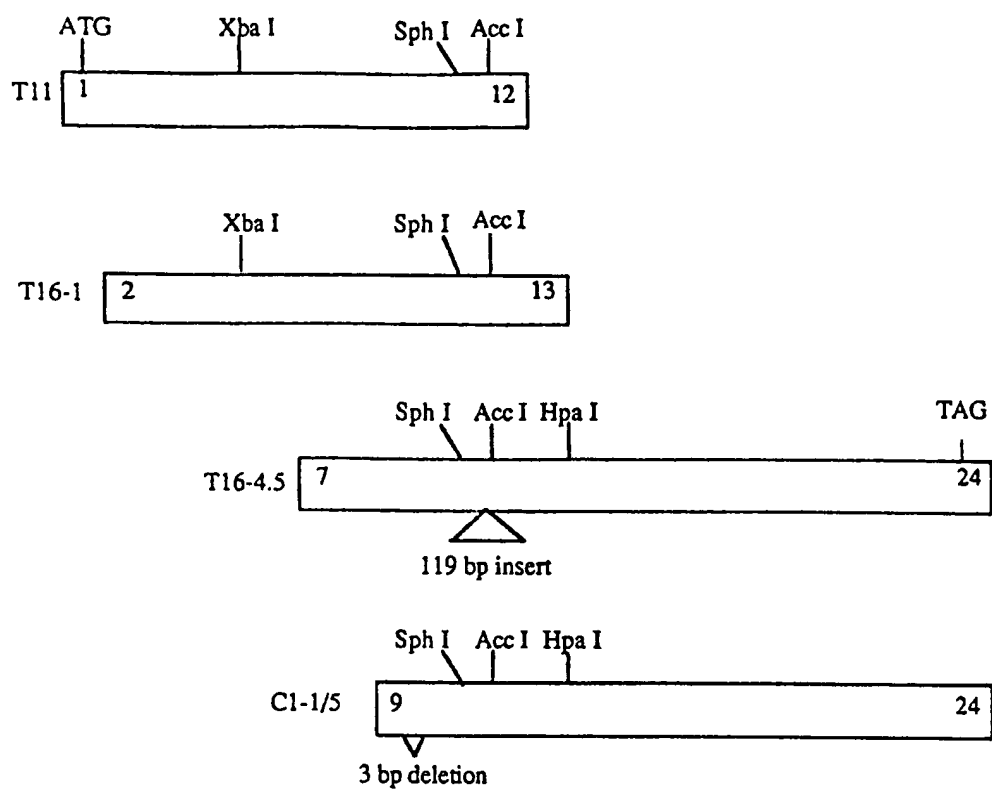 ATG Xba I Sph I Acc I
T11 1 12
Xba I Sph I Acc I
T16-1 2 13
Sph I Acc I Hpa I TAG
T16-4.5 7 24
119 bp insert
Sph I Acc I Hpa I
C1-1/5 9 24
3 bp deletion